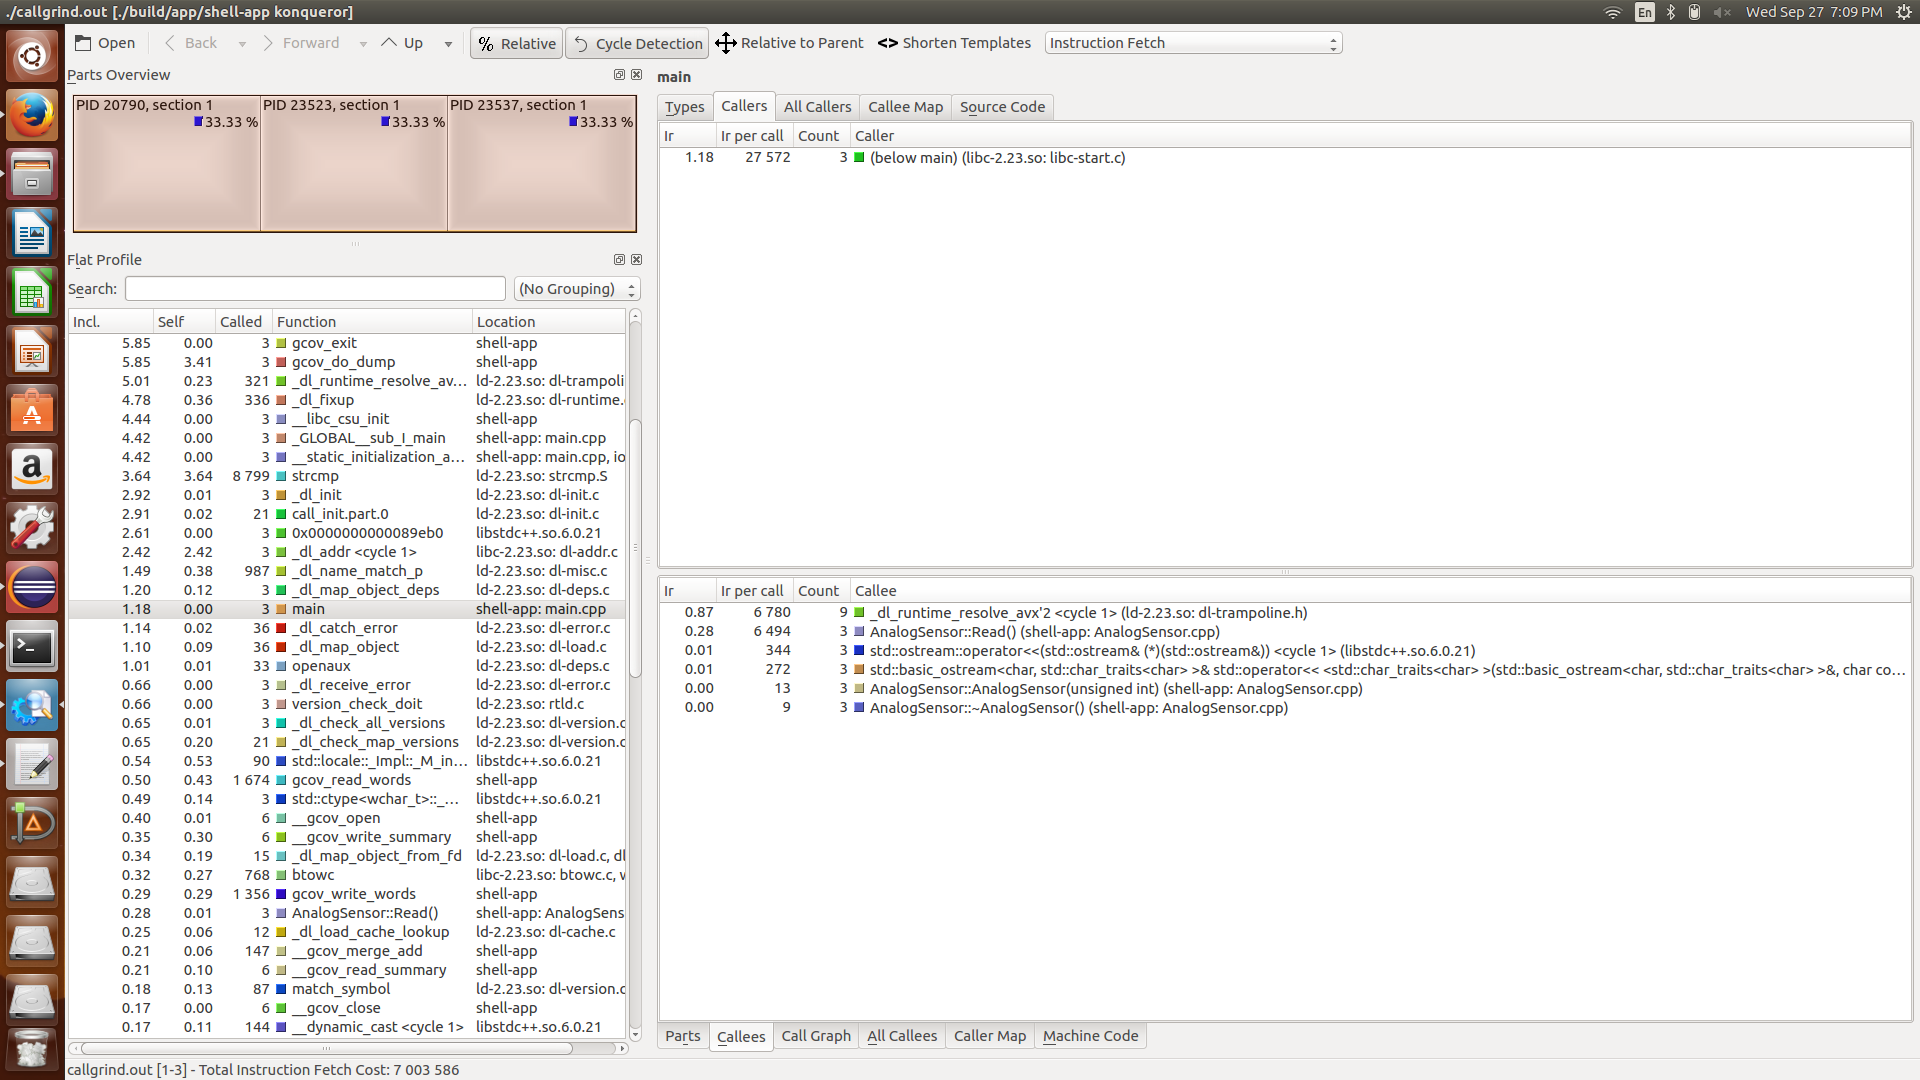 ./callgrind.out [./build/app/shell-app konqueror]
En
Wed Sep 27 7:09 PM
Open
Back
Forward
Up
% Relative
Cycle Detection
Relative to Parent
<> Shorten Templates
Instruction Fetch
Parts Overview
PID 20790, section 1
33.33 %
PID 23523, section 1
33.33 %
PID 23537, section 1
33.33 %
Flat Profile
Search:
(No Grouping)
Incl. Self Called Function Location
5.85 0.00 3 gcov_exit shell-app
5.85 3.41 3 gcov_do_dump shell-app
5.01 0.23 321 _dl_runtime_resolve_av... ld-2.23.so: dl-trampoli
4.78 0.36 336 _dl_fixup ld-2.23.so: dl-runtime.
4.44 0.00 3 __libc_csu_init shell-app
4.42 0.00 3 _GLOBAL__sub_I_main shell-app: main.cpp
4.42 0.00 3 __static_initialization_a... shell-app: main.cpp, io
3.64 3.64 8 799 strcmp ld-2.23.so: strcmp.S
2.92 0.01 3 _dl_init ld-2.23.so: dl-init.c
2.91 0.02 21 call_init.part.0 ld-2.23.so: dl-init.c
2.61 0.00 3 0x0000000000089eb0 libstdc++.so.6.0.21
2.42 2.42 3 _dl_addr <cycle 1> libc-2.23.so: dl-addr.c
1.49 0.38 987 _dl_name_match_p ld-2.23.so: dl-misc.c
1.20 0.12 3 _dl_map_object_deps ld-2.23.so: dl-deps.c
1.18 0.00 3 main shell-app: main.cpp
1.14 0.02 36 _dl_catch_error ld-2.23.so: dl-error.c
1.10 0.09 36 _dl_map_object ld-2.23.so: dl-load.c
1.01 0.01 33 openaux ld-2.23.so: dl-deps.c
0.66 0.00 3 _dl_receive_error ld-2.23.so: dl-error.c
0.66 0.00 3 version_check_doit ld-2.23.so: rtld.c
0.65 0.01 3 _dl_check_all_versions ld-2.23.so: dl-version.c
0.65 0.20 21 _dl_check_map_versions ld-2.23.so: dl-version.c
0.54 0.53 90 std::locale::_Impl::_M_in... libstdc++.so.6.0.21
0.50 0.43 1 674 gcov_read_words shell-app
0.49 0.14 3 std::ctype<wchar_t>::_... libstdc++.so.6.0.21
0.40 0.01 6 __gcov_open shell-app
0.35 0.30 6 __gcov_write_summary shell-app
0.34 0.19 15 _dl_map_object_from_fd ld-2.23.so: dl-load.c, dl
0.32 0.27 768 btowc libc-2.23.so: btowc.c, w
0.29 0.29 1 356 gcov_write_words shell-app
0.28 0.01 3 AnalogSensor::Read() shell-app: AnalogSens
0.25 0.06 12 _dl_load_cache_lookup ld-2.23.so: dl-cache.c
0.21 0.06 147 __gcov_merge_add shell-app
0.21 0.10 6 __gcov_read_summary shell-app
0.18 0.13 87 match_symbol ld-2.23.so: dl-version.c
0.17 0.00 6 __gcov_close shell-app
0.17 0.11 144 __dynamic_cast <cycle 1> libstdc++.so.6.0.21
main
Types Callers All Callers Callee Map Source Code
Ir Ir per call Count Caller
1.18 27 572 3 (below main) (libc-2.23.so: libc-start.c)
Ir Ir per call Count Callee
0.87 6 780 9 _dl_runtime_resolve_avx'2 <cycle 1> (ld-2.23.so: dl-trampoline.h)
0.28 6 494 3 AnalogSensor::Read() (shell-app: AnalogSensor.cpp)
0.01 344 3 std::ostream::operator<<(std::ostream& (*)(std::ostream&)) <cycle 1> (libstdc++.so.6.0.21)
0.01 272 3 std::basic_ostream<char, std::char_traits<char> >& std::operator<< <std::char_traits<char> >(std::basic_ostream<char, std::char_traits<char> >&, char co...
0.00 13 3 AnalogSensor::AnalogSensor(unsigned int) (shell-app: AnalogSensor.cpp)
0.00 9 3 AnalogSensor::~AnalogSensor() (shell-app: AnalogSensor.cpp)
Parts Callees Call Graph All Callees Caller Map Machine Code
callgrind.out [1-3] - Total Instruction Fetch Cost: 7 003 586